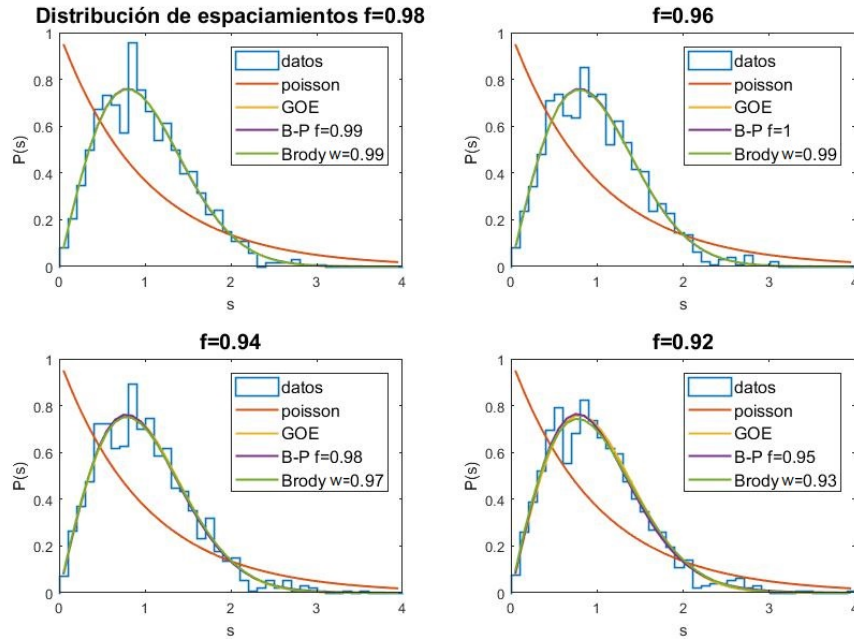 Distribución de espaciamientos f=0.98
1
0.8
0.6
0.4
0.2
0
P(s)
0
1
2
3
4
s
datos
poisson
GOE
B-P f=0.99
Brody w=0.99
f=0.96
1
0.8
0.6
0.4
0.2
0
P(s)
0
1
2
3
4
s
datos
poisson
GOE
B-P f=1
Brody w=0.99
f=0.94
1
0.8
0.6
0.4
0.2
0
P(s)
0
1
2
3
4
s
datos
poisson
GOE
B-P f=0.98
Brody w=0.97
f=0.92
1
0.8
0.6
0.4
0.2
0
P(s)
0
1
2
3
4
s
datos
poisson
GOE
B-P f=0.95
Brody w=0.93